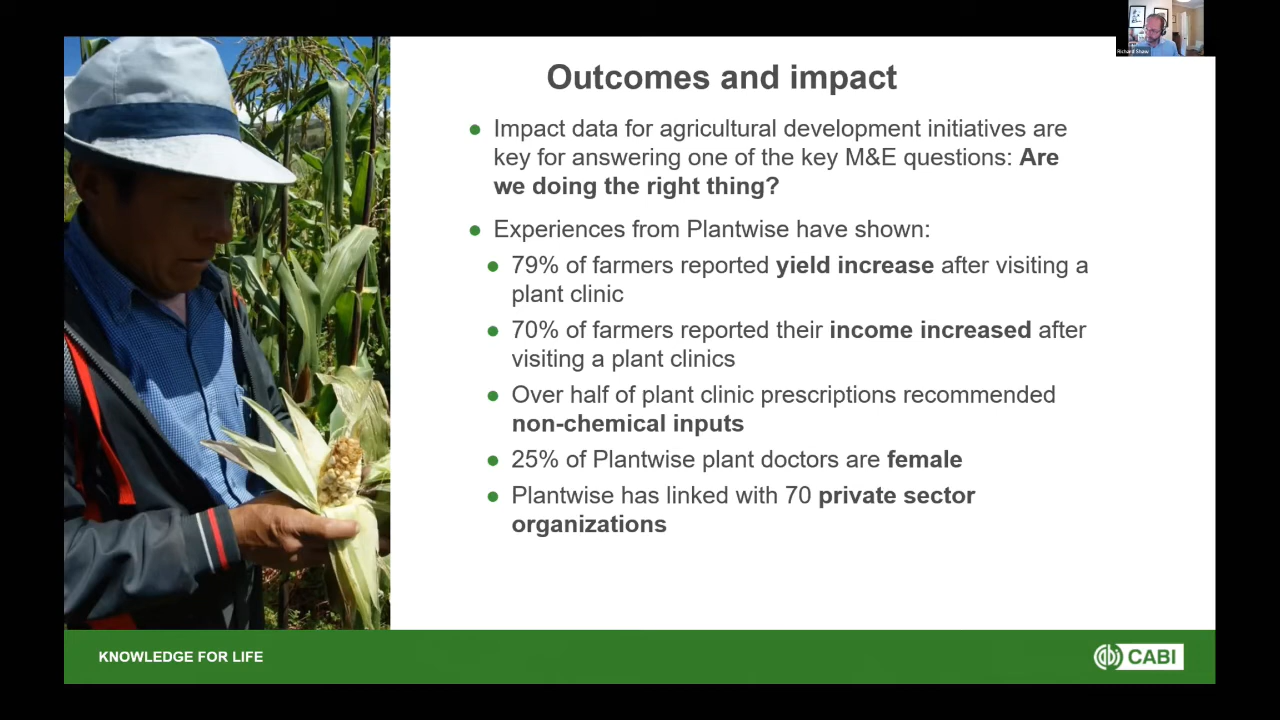 Richard Shaw
Outcomes and impact
Impact data for agricultural development initiatives are
key for answering one of the key M&E questions: Are
we doing the right thing?
Experiences from Plantwise have shown:
79% of farmers reported yield increase after visiting a
plant clinic
70% of farmers reported their income increased after
visiting a plant clinics
Over half of plant clinic prescriptions recommended
non-chemical inputs
25% of Plantwise plant doctors are female
Plantwise has linked with 70 private sector
organizations
KNOWLEDGE FOR LIFE
cabi CABI